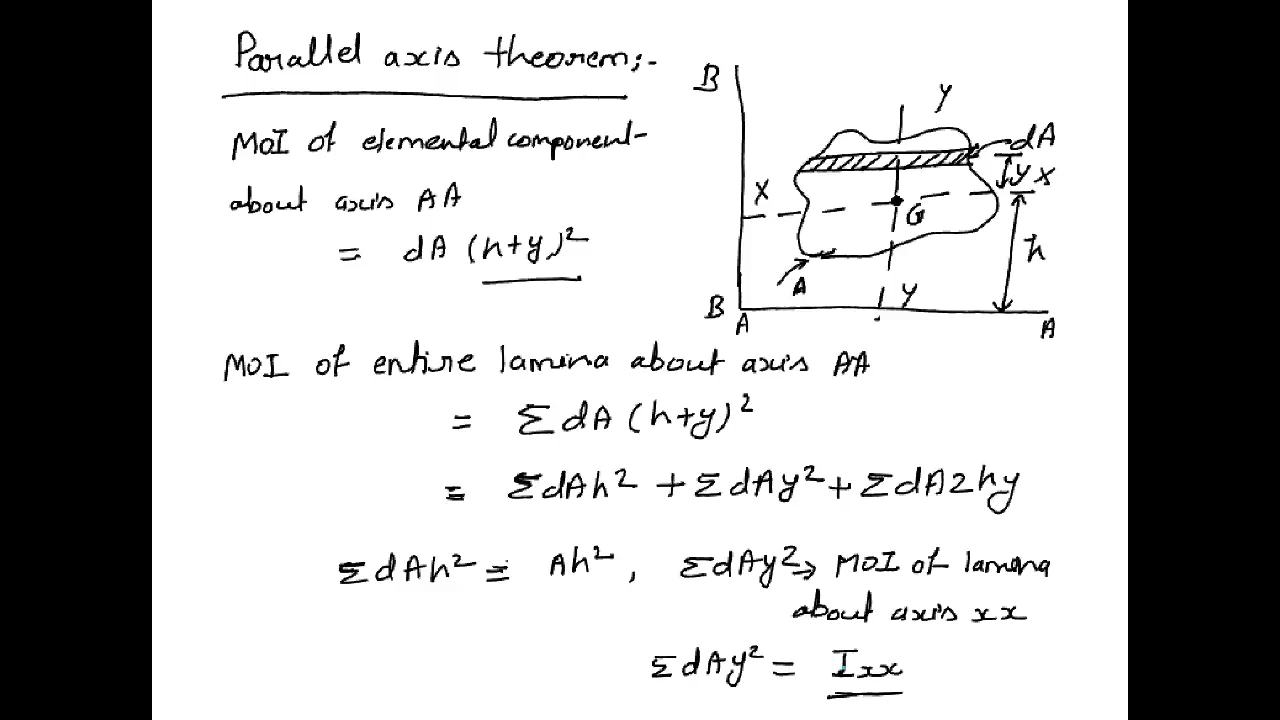 Parallel axis theorem:-
MOI of elemental component
about axis AA
= dA (h+y)²
B
Y
dA
y
X
X
G
h
A
Y
B
A
A
MOI of entire lamina about axis AA
= Σ dA (h+y)²
= ΣdAh² + ΣdAy² + ΣdA2hy
ΣdAh² = Ah², ΣdAy² → MOI of lamina
about axis xx
ΣdAy² = Ixx